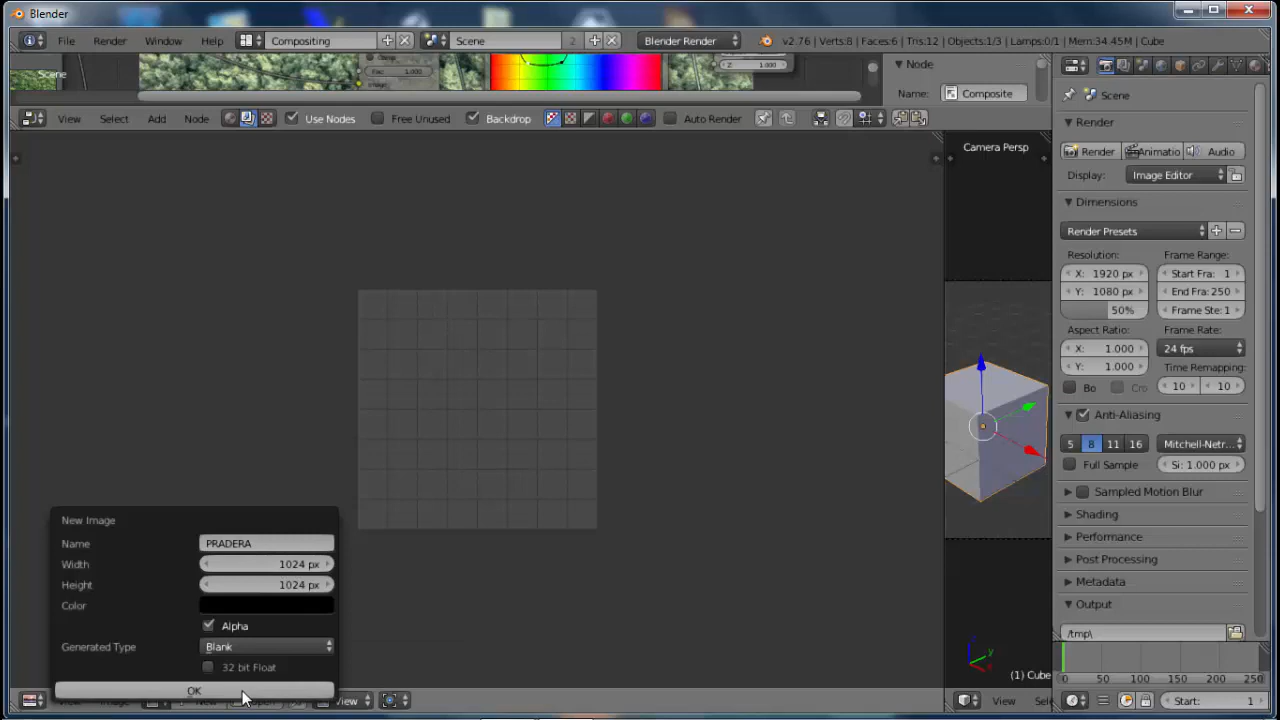 Blender
File Render Window Help Compositing Scene 2 Blender Render v2.76 | Verts:8 | Faces:6 | Tris:12 | Objects:1/3 | Lamps:0/1 | Mem:34.45M | Cube
Scene
Fac: 1.000
Image
Z: 1.000
Node
Name: Composite
View Select Add Node Use Nodes Free Unused Backdrop Auto Render
Camera Persp
(1) Cube
Scene
Render
Render Animatio Audio
Display: Image Editor
Dimensions
Render Presets
Resolution: Frame Range:
X: 1920 px Start Fra: 1
Y: 1080 px End Fra: 250
50% Frame Ste: 1
Aspect Ratio: Frame Rate:
X: 1.000 24 fps
Y: 1.000 Time Remapping:
Bo Cro 10 10
Anti-Aliasing
5 8 11 16 Mitchell-Netr...
Full Sample Si: 1.000 px
Sampled Motion Blur
Shading
Performance
Post Processing
Metadata
Output
/tmp\
New Image
Name PRADERA
Width 1024 px
Height 1024 px
Color
Alpha
Generated Type Blank
32 bit Float
OK
View
z y x
0 50 100 150 200 250
View Sele Start: 1